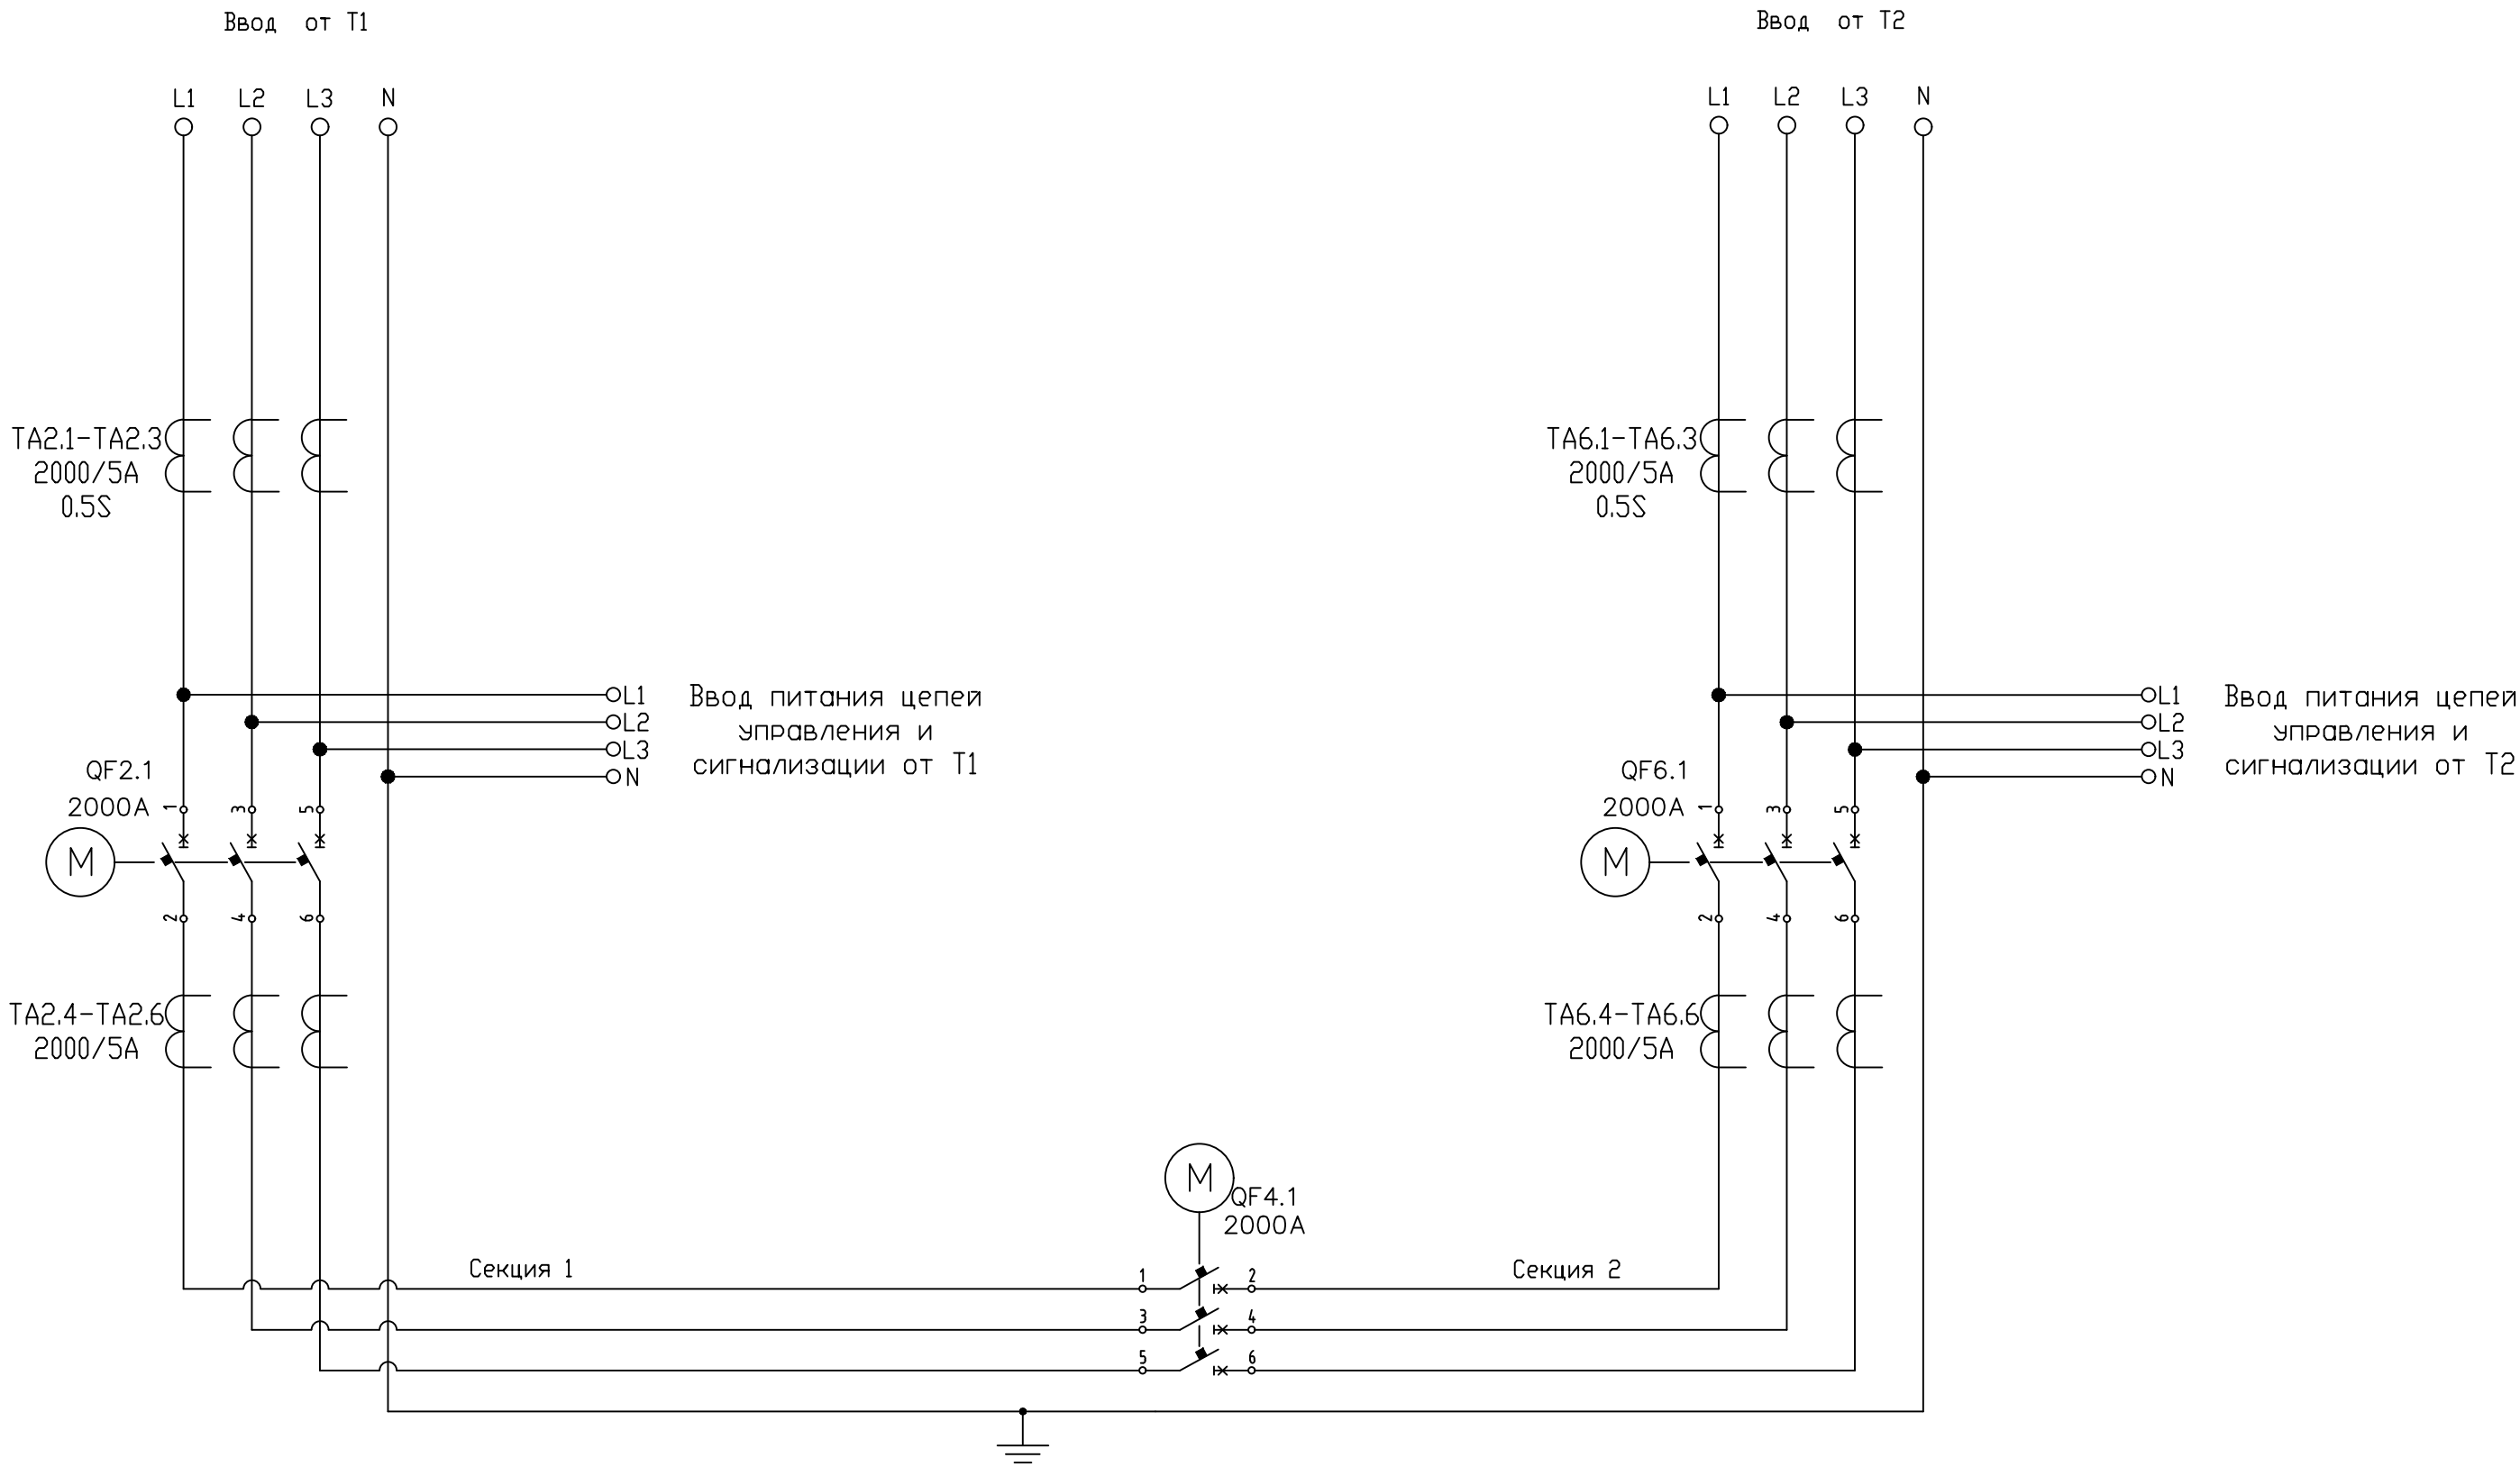 Ввод от Т1
L1 L2 L3 N
ТА2.1-ТА2.3
2000/5А
0.5S
L1
L2
L3
N
Ввод питания цепей
управления и
сигнализации от Т1
QF2.1
2000А
1 3 5
М
2 4 6
ТА2.4-ТА2.6
2000/5А
Ввод от Т2
L1 L2 L3 N
ТА6.1-ТА6.3
2000/5А
0.5S
L1
L2
L3
N
Ввод питания цепей
управления и
сигнализации от Т2
QF6.1
2000А
1 3 5
М
2 4 6
ТА6.4-ТА6.6
2000/5А
М
QF4.1
2000А
Секция 1
Секция 2
1 2
3 4
5 6